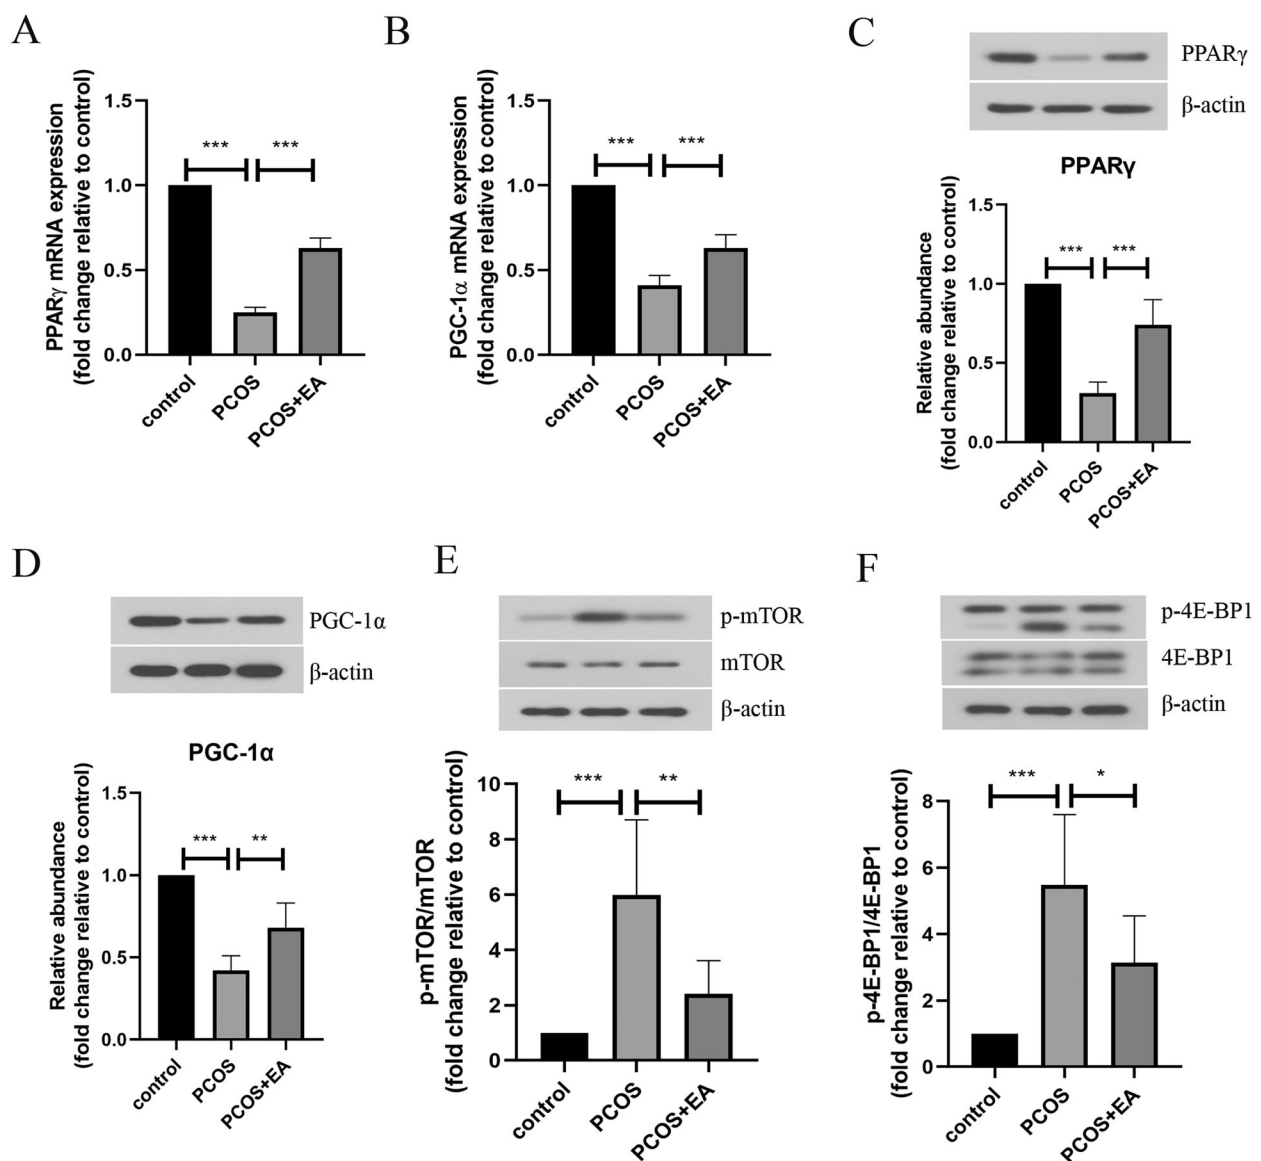 A
PPARγ mRNA expression
(fold change relative to control)
1.5
1.0
0.5
0.0
***
***
control
PCOS
PCOS+EA
B
PGC-1α mRNA expression
(fold change relative to control)
1.5
1.0
0.5
0.0
***
***
control
PCOS
PCOS+EA
C
PPARγ
β-actin
PPARγ
Relative abundance
(fold change relative to control)
1.5
1.0
0.5
0.0
***
***
control
PCOS
PCOS+EA
D
PGC-1α
β-actin
PGC-1α
Relative abundance
(fold change relative to control)
1.5
1.0
0.5
0.0
***
**
control
PCOS
PCOS+EA
E
p-mTOR
mTOR
β-actin
p-mTOR/mTOR
(fold change relative to control)
10
8
6
4
2
0
***
**
control
PCOS
PCOS+EA
F
p-4E-BP1
4E-BP1
β-actin
p-4E-BP1/4E-BP1
(fold change relative to control)
8
6
4
2
0
***
*
control
PCOS
PCOS+EA